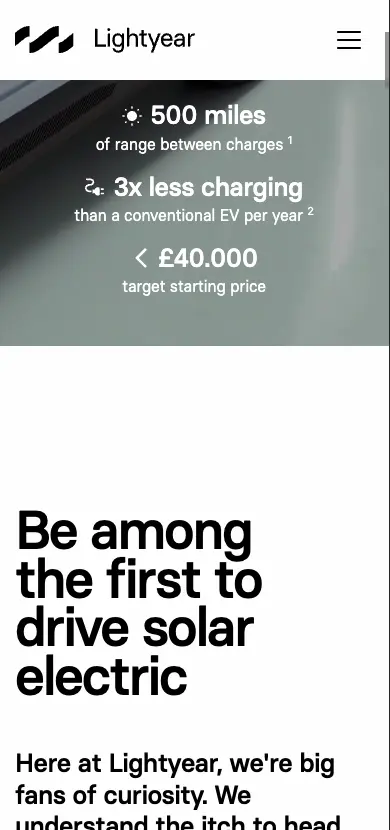 Lightyear
500 miles
of range between charges ¹
3x less charging
than a conventional EV per year ²
< £40.000
target starting price
Be among
the first to
drive solar
electric
Here at Lightyear, we're big
fans of curiosity. We
understand the itch to head